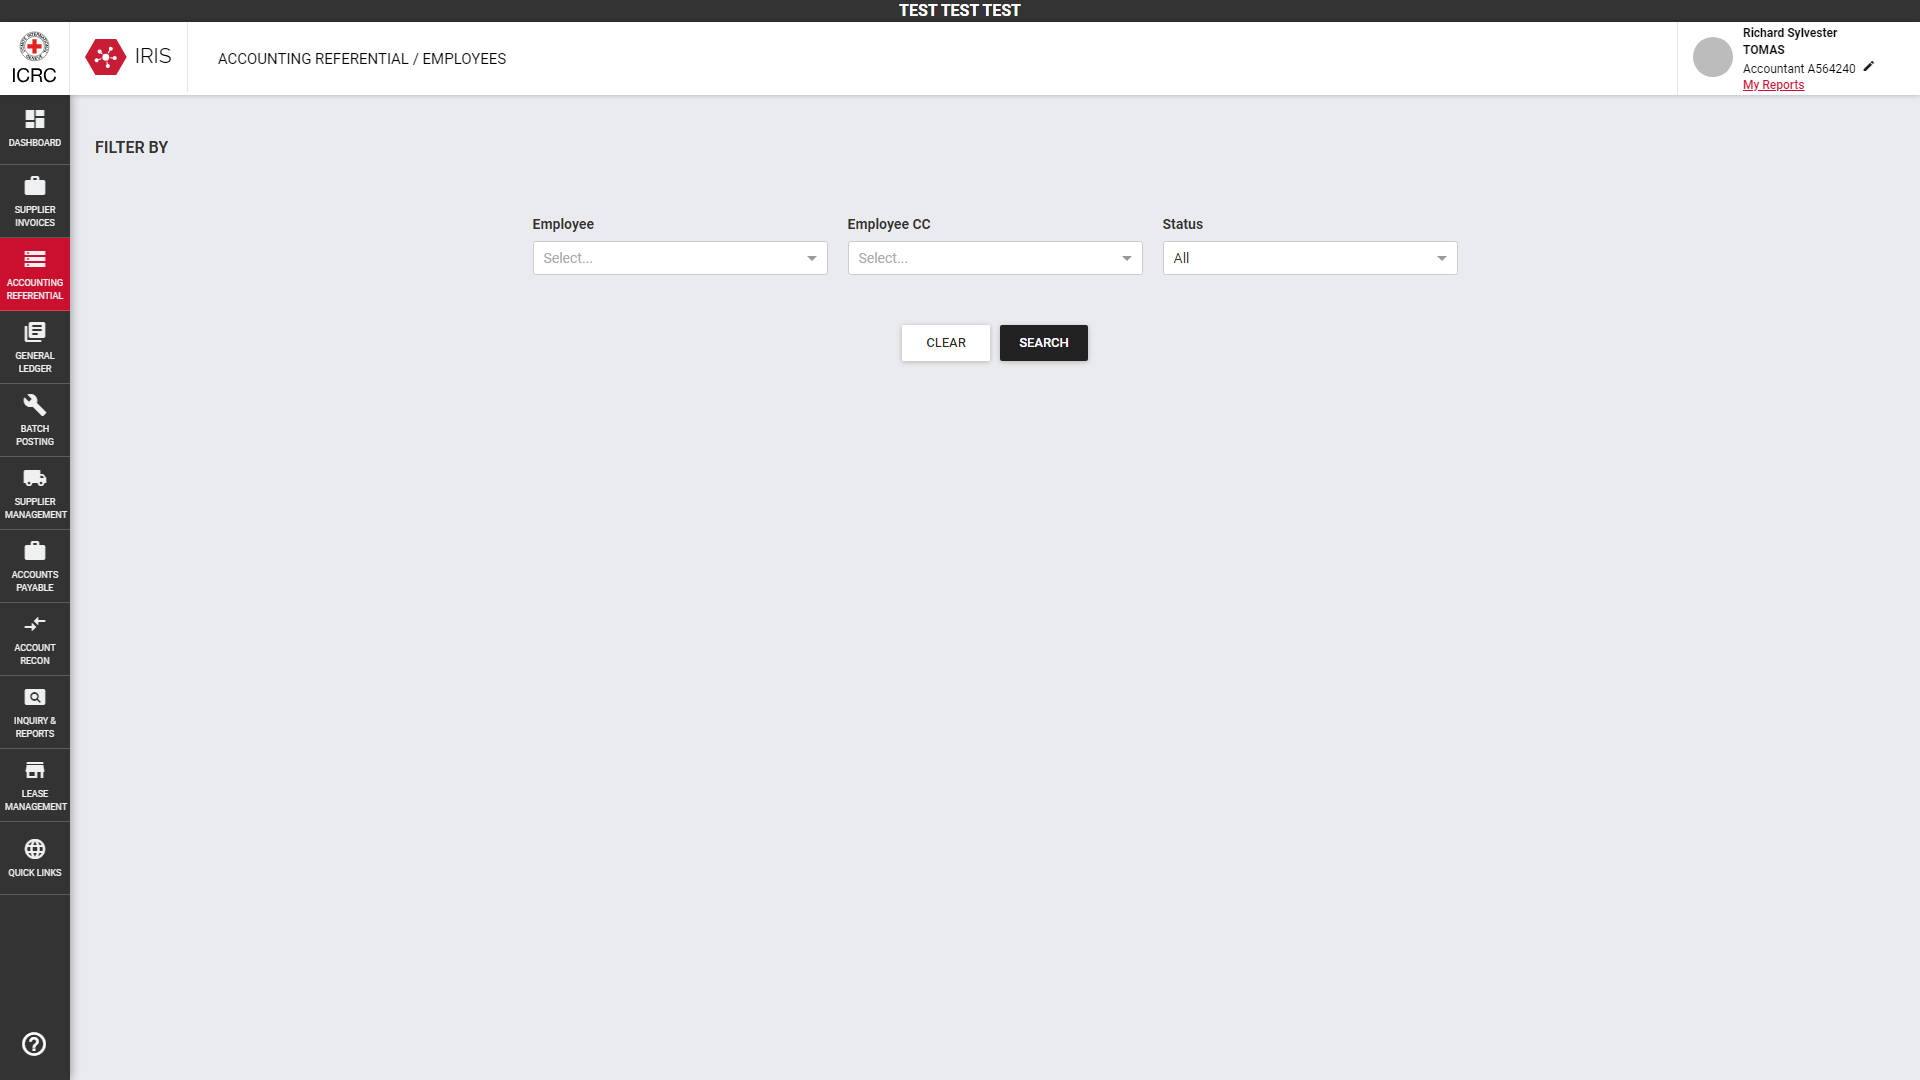 TEST TEST TEST
ICRC
IRIS
ACCOUNTING REFERENTIAL / EMPLOYEES
Richard Sylvester
TOMAS
Accountant A564240
My Reports
DASHBOARD
SUPPLIER
INVOICES
ACCOUNTING
REFERENTIAL
GENERAL
LEDGER
BATCH
POSTING
SUPPLIER
MANAGEMENT
ACCOUNTS
PAYABLE
ACCOUNT
RECON
INQUIRY &
REPORTS
LEASE
MANAGEMENT
QUICK LINKS
FILTER BY
Employee
Select...
Employee CC
Select...
Status
All
CLEAR
SEARCH